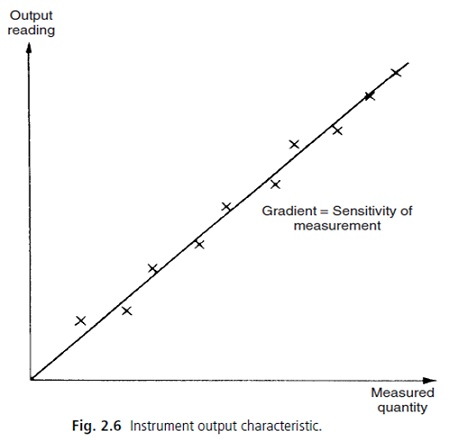 Output
reading
Gradient = Sensitivity of
measurement
Measured
quantity
Fig. 2.6 Instrument output characteristic.